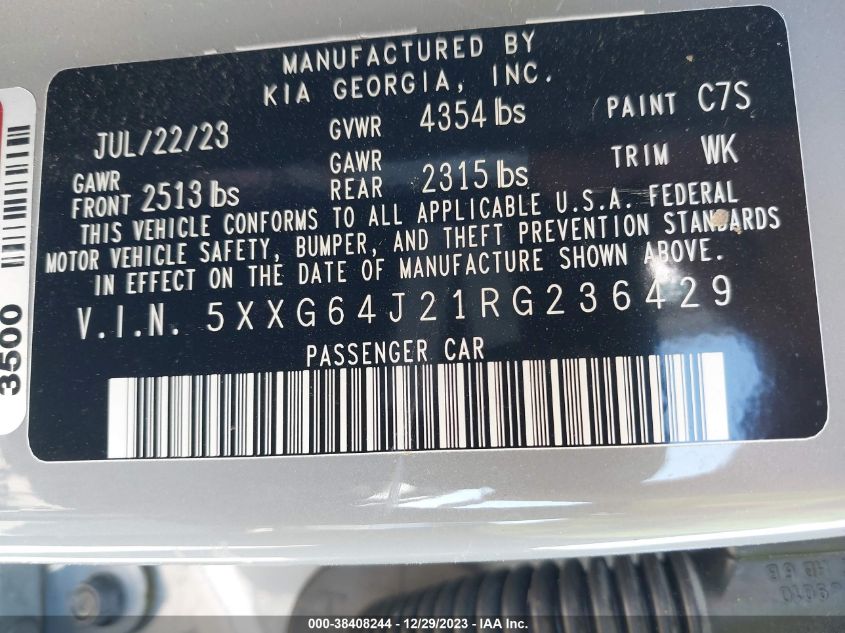 MANUFACTURED BY
KIA GEORGIA, INC.
JUL/22/23 GVWR 4354 lbs PAINT C7S
GAWR FRONT 2513 lbs GAWR REAR 2315 lbs TRIM WK
THIS VEHICLE CONFORMS TO ALL APPLICABLE U.S.A. FEDERAL
MOTOR VEHICLE SAFETY, BUMPER, AND THEFT PREVENTION STANDARDS
IN EFFECT ON THE DATE OF MANUFACTURE SHOWN ABOVE.
V.I.N. 5XXG64J21RG236429
PASSENGER CAR
3500
000-38408244 / 12/29/2023 - IAA Inc.